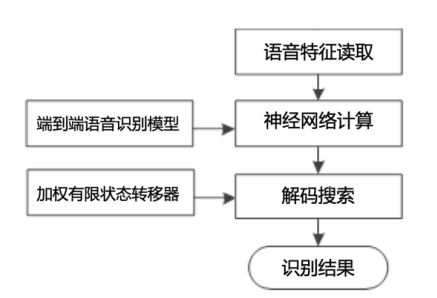 语音特征读取
端到端语音识别模型
神经网络计算
加权有限状态转移器
解码搜索
识别结果